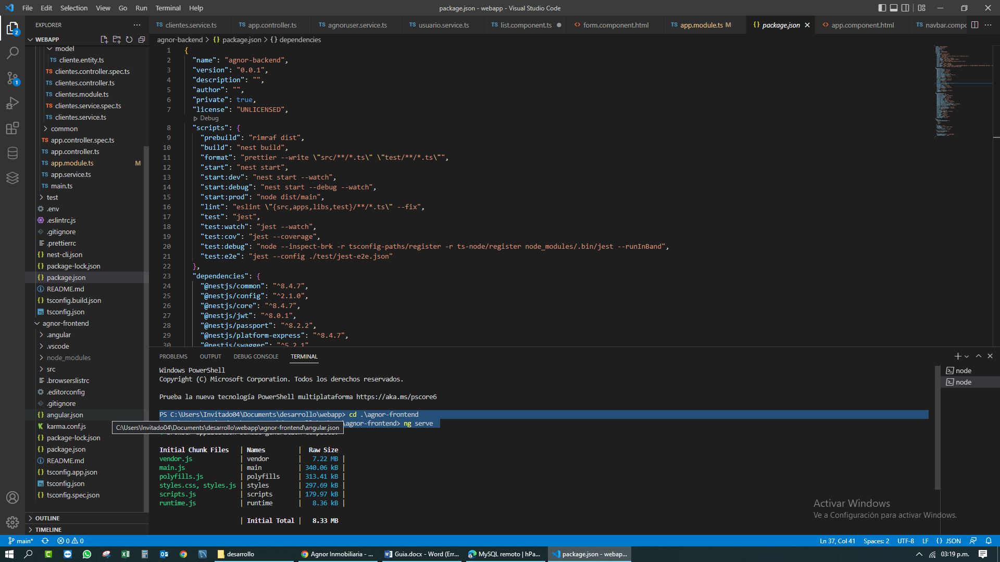 File Edit Selection View Go Run Terminal Help
package.json - webapp - Visual Studio Code
EXPLORER
WEBAPP
model
TS cliente.entity.ts
TS clientes.controller.spec.ts
TS clientes.controller.ts
TS clientes.module.ts
TS clientes.service.spec.ts
TS clientes.service.ts
common
TS app.controller.spec.ts
TS app.controller.ts
TS app.module.ts M
TS app.service.ts
TS main.ts
test
.env
.eslintrc.js
.gitignore
.prettierrc
{} nest-cli.json
{} package-lock.json
{} package.json
README.md
{} tsconfig.build.json
TS tsconfig.json
agnor-frontend
.angular
.vscode
node_modules
src
.browserslistrc
.editorconfig
.gitignore
{} angular.json
karma.conf.js
{} package-lock.json
{} package.json
README.md
{} tsconfig.app.json
TS tsconfig.json
{} tsconfig.spec.json
OUTLINE
TIMELINE
2
1
TS clientes.service.ts TS app.controller.ts TS agnoruser.service.ts TS usuario.service.ts TS list.component.ts <> form.component.html TS app.module.ts M {} package.json <> app.component.html TS navbar.compo
agnor-backend > {} package.json > {} dependencies
1 {
2 "name": "agnor-backend",
3 "version": "0.0.1",
4 "description": "",
5 "author": "",
6 "private": true,
7 "license": "UNLICENSED",
Debug
8 "scripts": {
9 "prebuild": "rimraf dist",
10 "build": "nest build",
11 "format": "prettier --write \"src/**/*.ts\" \"test/**/*.ts\"",
12 "start": "nest start",
13 "start:dev": "nest start --watch",
14 "start:debug": "nest start --debug --watch",
15 "start:prod": "node dist/main",
16 "lint": "eslint \"{src,apps,libs,test}/**/*.ts\" --fix",
17 "test": "jest",
18 "test:watch": "jest --watch",
19 "test:cov": "jest --coverage",
20 "test:debug": "node --inspect-brk -r tsconfig-paths/register -r ts-node/register node_modules/.bin/jest --runInBand",
21 "test:e2e": "jest --config ./test/jest-e2e.json"
22 },
23 "dependencies": {
24 "@nestjs/common": "^8.4.7",
25 "@nestjs/config": "^2.1.0",
26 "@nestjs/core": "^8.4.7",
27 "@nestjs/jwt": "^8.0.1",
28 "@nestjs/passport": "^8.2.2",
29 "@nestjs/platform-express": "^8.4.7",
30 "@nestjs/swagger": "^5.2.1"
PROBLEMS OUTPUT DEBUG CONSOLE TERMINAL
node
node
Windows PowerShell
Copyright (C) Microsoft Corporation. Todos los derechos reservados.
Prueba la nueva tecnología PowerShell multiplataforma https://aka.ms/pscore6
PS C:\Users\Invitado04\Documents\desarrollo\webapp> cd .\agnor-frontend
\agnor-frontend> ng serve
C:\Users\Invitado04\Documents\desarrollo\webapp\agnor-frontend\angular.json
Initial Chunk Files | Names | Raw Size
vendor.js | vendor | 7.22 MB |
main.js | main | 340.06 kB |
polyfills.js | polyfills | 313.41 kB |
styles.css, styles.js | styles | 297.69 kB |
scripts.js | scripts | 179.97 kB |
runtime.js | runtime | 8.36 kB |
| Initial Total | 8.33 MB
Activar Windows
Ve a Configuración para activar Windows.
main* 0 0
Ln 37, Col 41 Spaces: 2 UTF-8 LF {} JSON
desarrollo
Agnor Inmobiliaria - ...
Guia.docx - Word (Err...
MySQL remoto | hPa...
package.json - webap...
03:19 p.m.